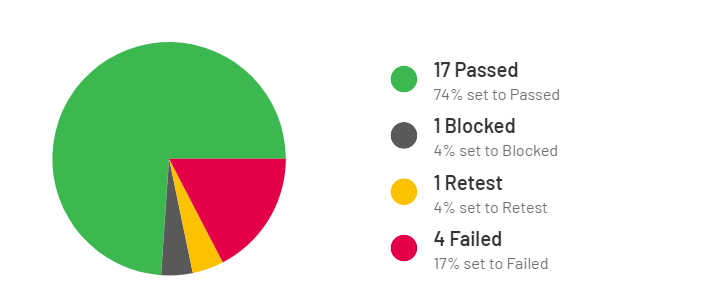 17 Passed
74% set to Passed
1 Blocked
4% set to Blocked
1 Retest
4% set to Retest
4 Failed
17% set to Failed